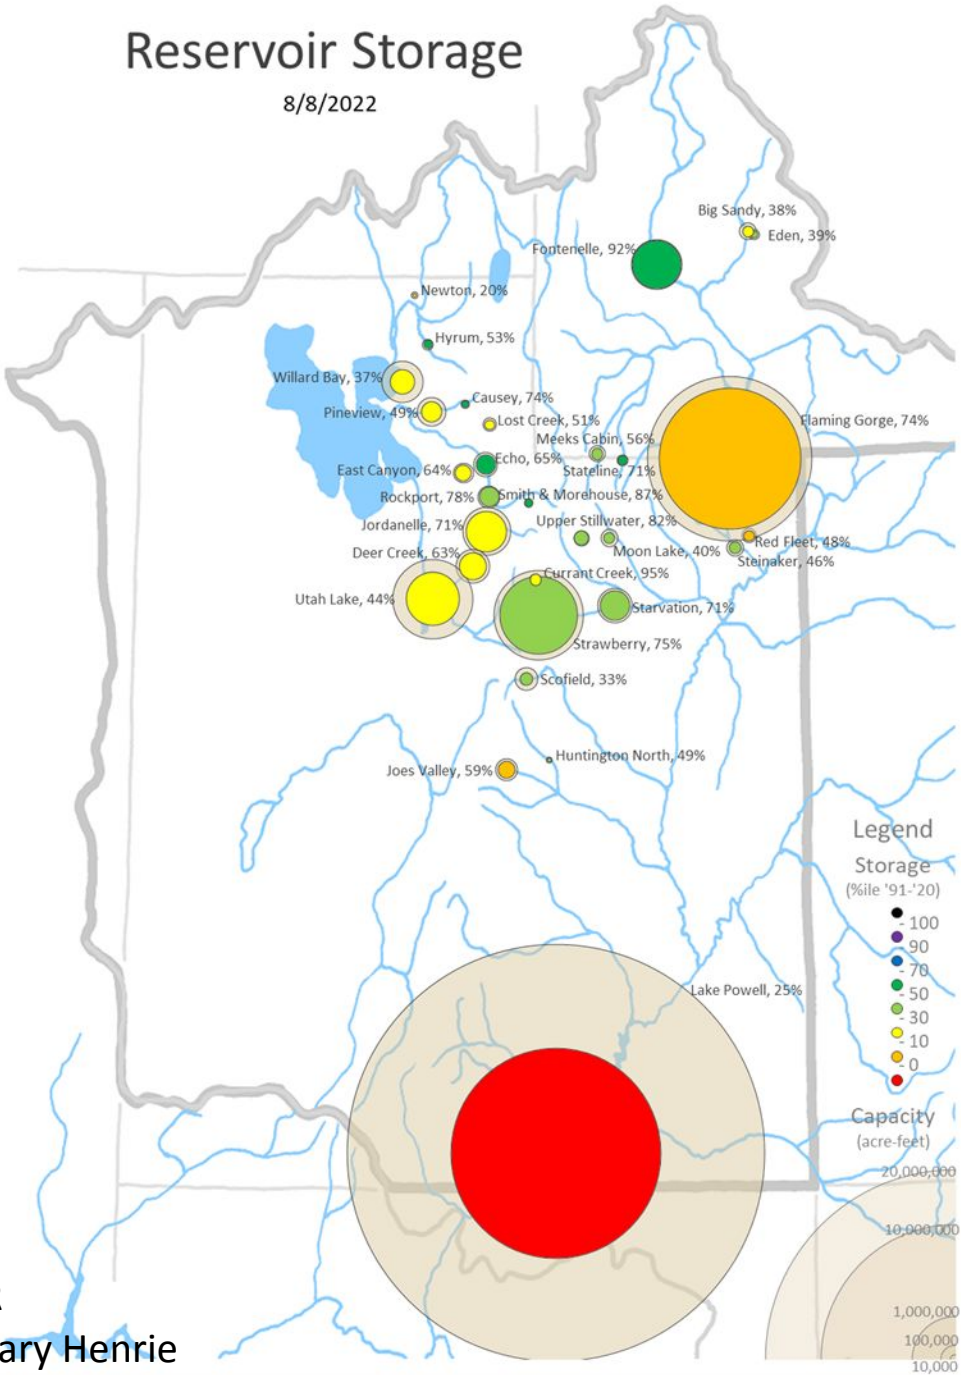 Reservoir Storage
8/8/2022
Big Sandy, 38%
Eden, 39%
Fontenelle, 92%
Newton, 20%
Hyrum, 53%
Willard Bay, 37%
Causey, 74%
Pineview, 49%
Lost Creek, 51%
Flaming Gorge, 74%
Meeks Cabin, 56%
Echo, 65%
East Canyon, 64%
Stateline, 71%
Rockport, 78%
Smith & Morehouse, 87%
Jordanelle, 71%
Upper Stillwater, 82%
Red Fleet, 48%
Deer Creek, 63%
Moon Lake, 40%
Steinaker, 46%
Currant Creek, 95%
Utah Lake, 44%
Starvation, 71%
Strawberry, 75%
Scofield, 33%
Huntington North, 49%
Joes Valley, 59%
Legend
Storage
(%ile '91-'20)
- 100
- 90
- 70
- 50
- 30
- 10
- 0
Lake Powell, 25%
Capacity
(acre-feet)
20,000,000
10,000,000
1,000,000
100,000
10,000
ary Henrie